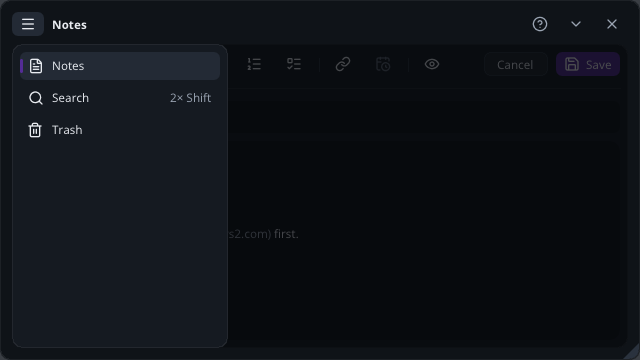 Notes
Notes
Cancel
Save
Search
2× Shift
Trash
s2.com) first.